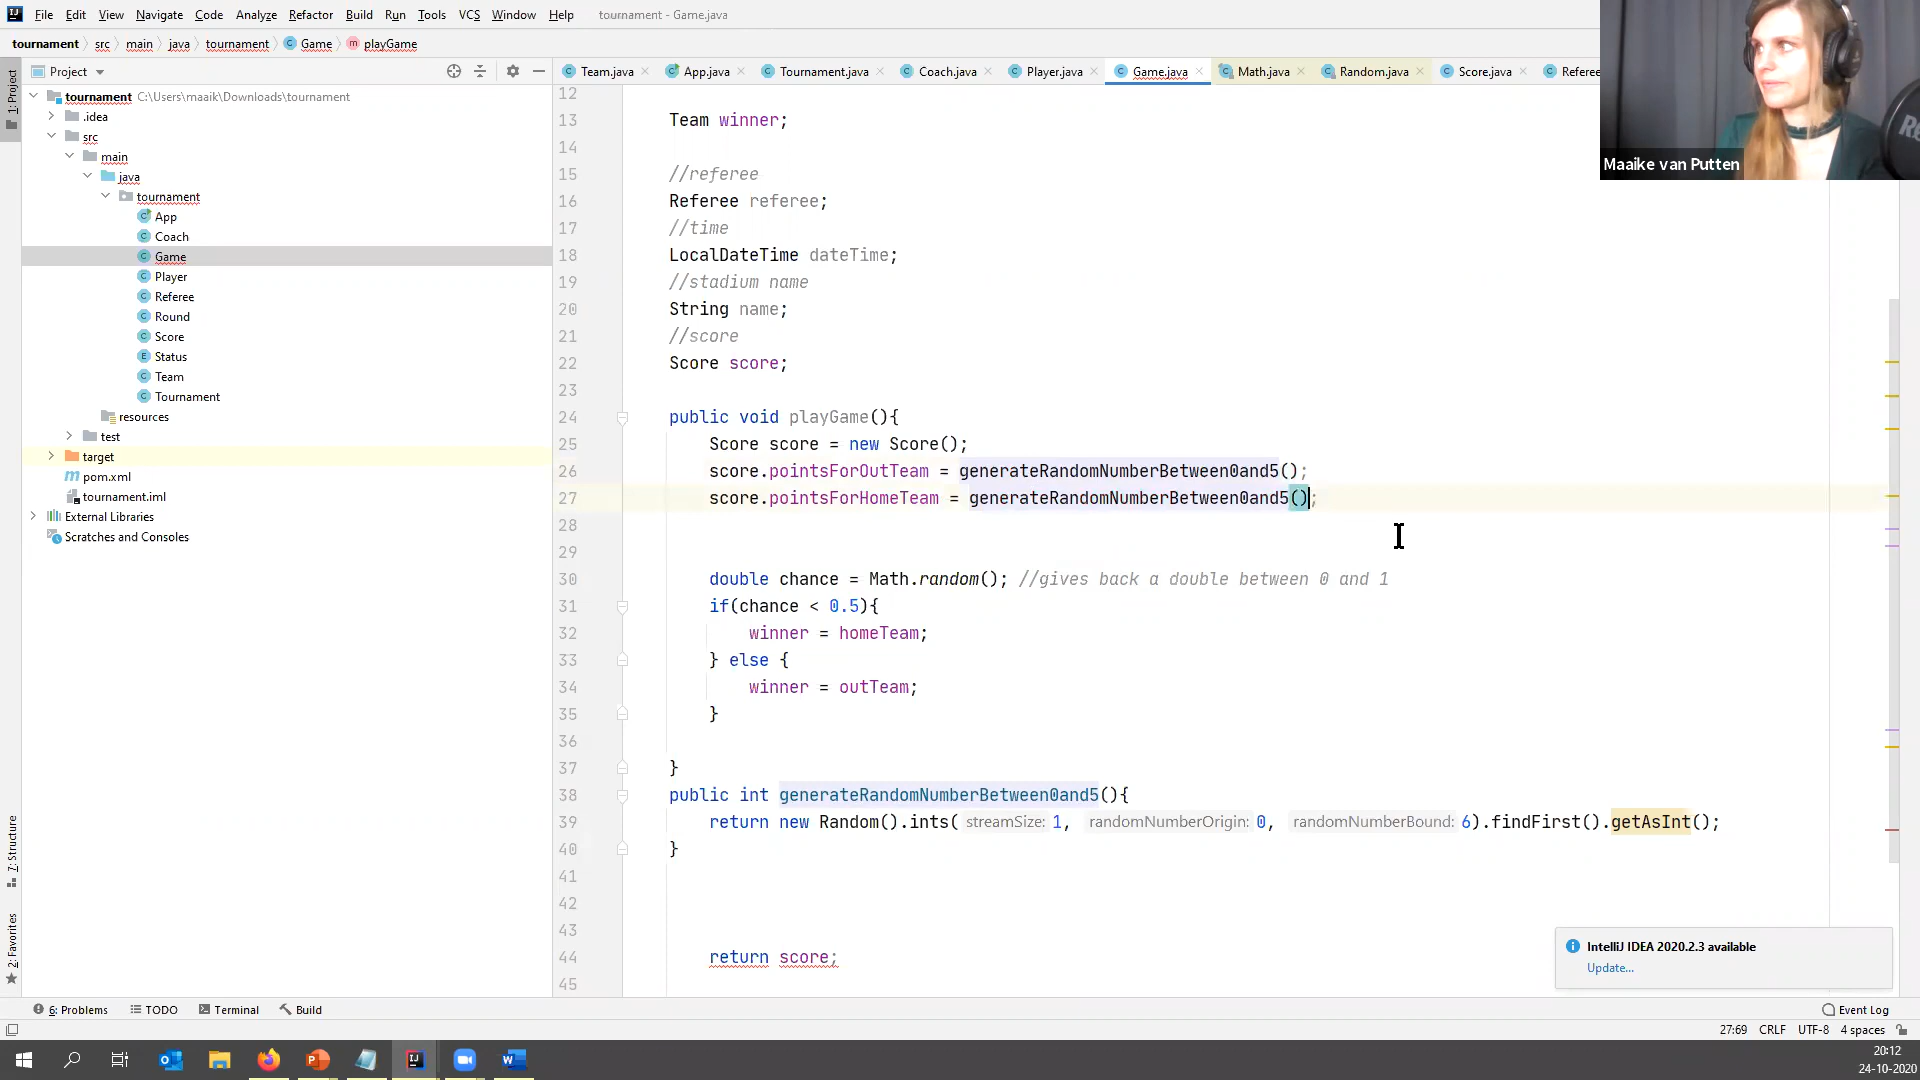 File Edit View Navigate Code Analyze Refactor Build Run Tools VCS Window Help tournament - Game.java
tournament src main java tournament Game playGame
Project
Team.java App.java Tournament.java Coach.java Player.java Game.java Math.java Random.java Score.java Referee
Maaike van Putten
1: Project
7: Structure
2: Favorites
tournament C:\Users\maaik\Downloads\tournament
.idea
src
main
java
tournament
App
Coach
Game
Player
Referee
Round
Score
Status
Team
Tournament
resources
test
target
pom.xml
tournament.iml
External Libraries
Scratches and Consoles
12
13 Team winner;
14
15 //referee
16 Referee referee;
17 //time
18 LocalDateTime dateTime;
19 //stadium name
20 String name;
21 //score
22 Score score;
23
24 public void playGame(){
25 Score score = new Score();
26 score.pointsForOutTeam = generateRandomNumberBetween0and5();
27 score.pointsForHomeTeam = generateRandomNumberBetween0and5();
28
29
30 double chance = Math.random(); //gives back a double between 0 and 1
31 if(chance < 0.5){
32 winner = homeTeam;
33 } else {
34 winner = outTeam;
35 }
36
37 }
38 public int generateRandomNumberBetween0and5(){
39 return new Random().ints( streamSize: 1, randomNumberOrigin: 0, randomNumberBound: 6).findFirst().getAsInt();
40 }
41
42
43
44 return score;
45
IntelliJ IDEA 2020.2.3 available
Update...
6: Problems TODO Terminal Build Event Log
27:69 CRLF UTF-8 4 spaces
20:12
24-10-2020